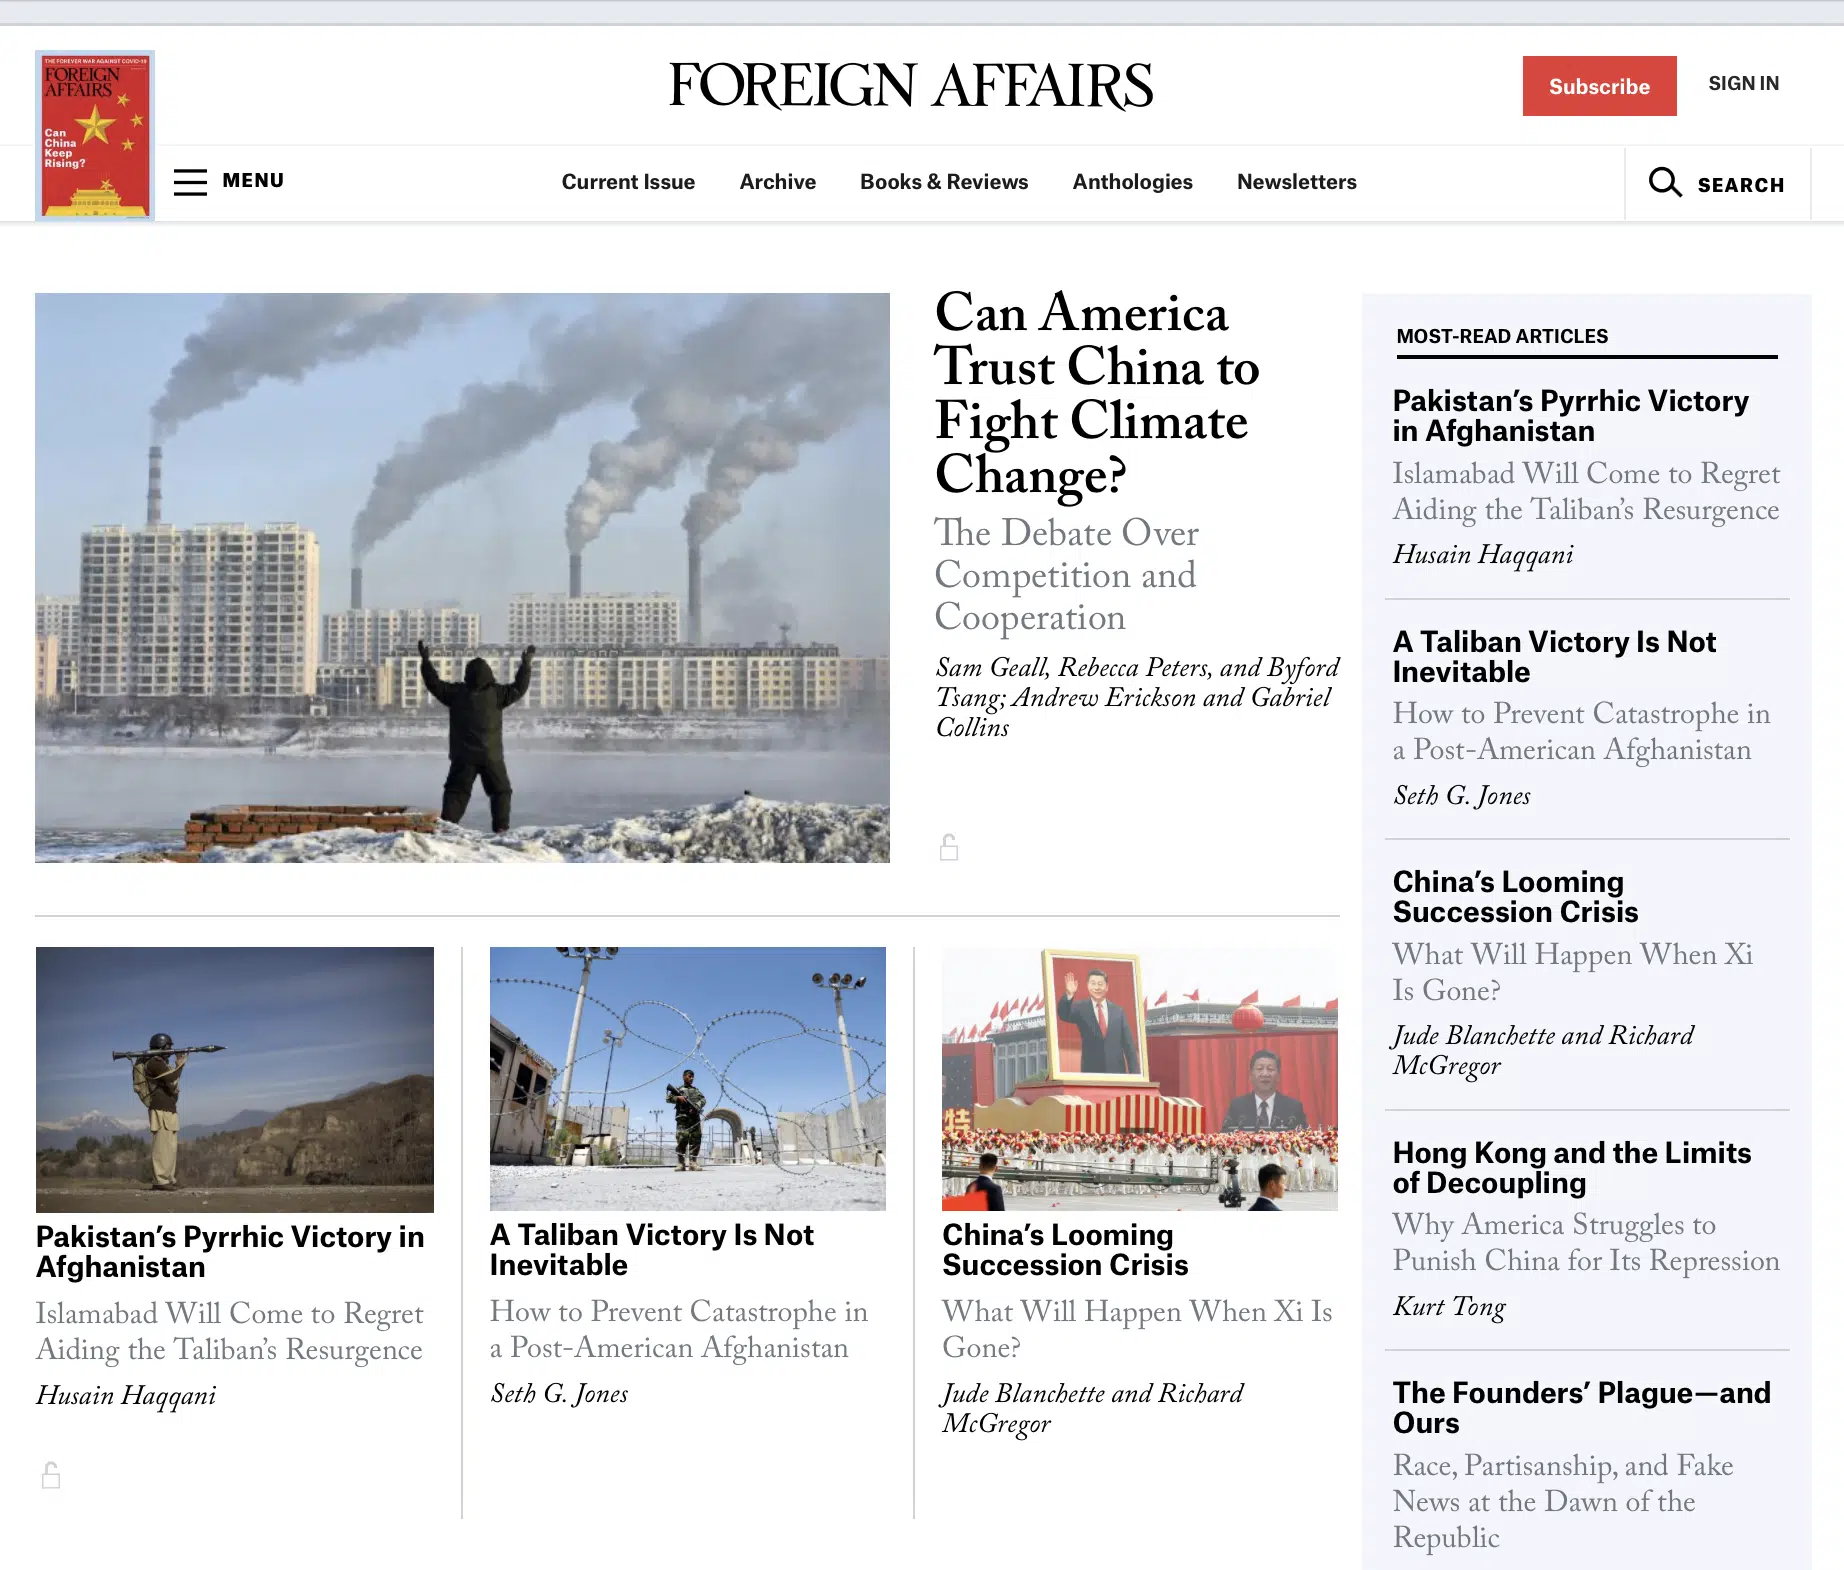 THE FOREVER WAR AGAINST COVID-19
FOREIGN
AFFAIRS
Can
China
Keep
Rising?
FOREIGN AFFAIRS
Subscribe
SIGN IN
MENU
Current Issue
Archive
Books & Reviews
Anthologies
Newsletters
SEARCH
Can America
Trust China to
Fight Climate
Change?
The Debate Over
Competition and
Cooperation
Sam Geall, Rebecca Peters, and Byford
Tsang; Andrew Erickson and Gabriel
Collins
特
Pakistan’s Pyrrhic Victory in
Afghanistan
Islamabad Will Come to Regret
Aiding the Taliban’s Resurgence
Husain Haqqani
A Taliban Victory Is Not
Inevitable
How to Prevent Catastrophe in
a Post-American Afghanistan
Seth G. Jones
China’s Looming
Succession Crisis
What Will Happen When Xi Is
Gone?
Jude Blanchette and Richard
McGregor
MOST-READ ARTICLES
Pakistan’s Pyrrhic Victory
in Afghanistan
Islamabad Will Come to Regret
Aiding the Taliban’s Resurgence
Husain Haqqani
A Taliban Victory Is Not
Inevitable
How to Prevent Catastrophe in
a Post-American Afghanistan
Seth G. Jones
China’s Looming
Succession Crisis
What Will Happen When Xi
Is Gone?
Jude Blanchette and Richard
McGregor
Hong Kong and the Limits
of Decoupling
Why America Struggles to
Punish China for Its Repression
Kurt Tong
The Founders’ Plague—and
Ours
Race, Partisanship, and Fake
News at the Dawn of the
Republic